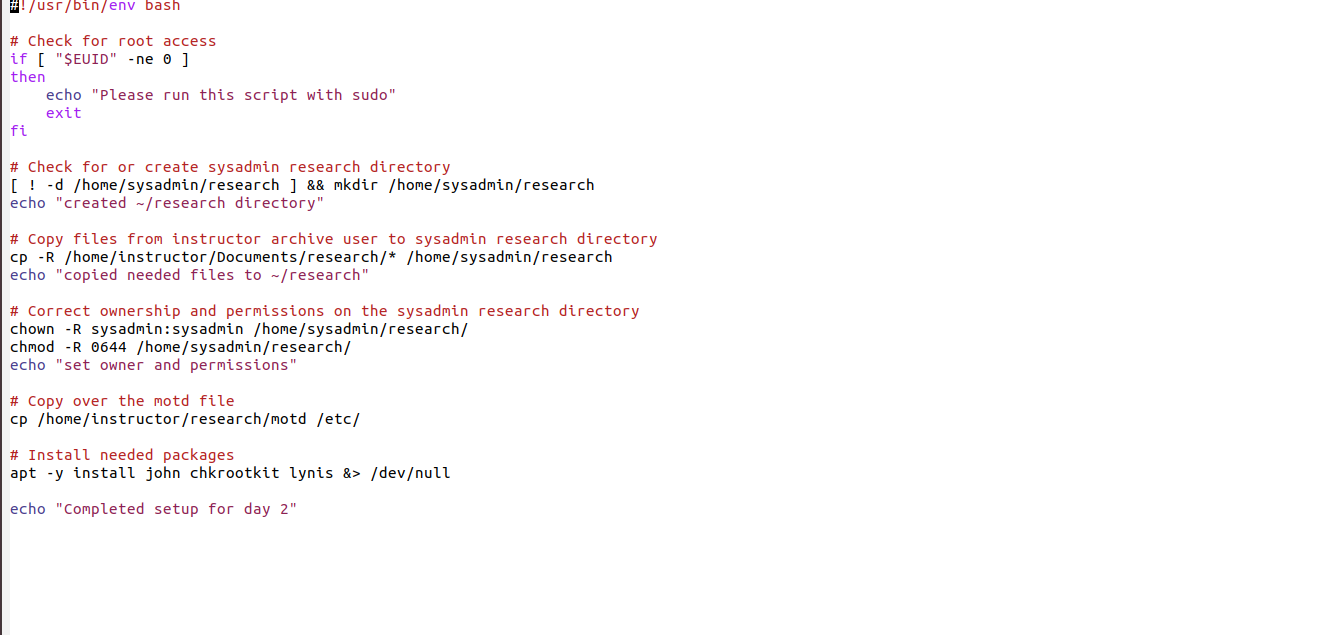 #!/usr/bin/env bash
# Check for root access
if [ "$EUID" -ne 0 ]
then
    echo "Please run this script with sudo"
    exit
fi
# Check for or create sysadmin research directory
[ ! -d /home/sysadmin/research ] && mkdir /home/sysadmin/research
echo "created ~/research directory"
# Copy files from instructor archive user to sysadmin research directory
cp -R /home/instructor/Documents/research/* /home/sysadmin/research
echo "copied needed files to ~/research"
# Correct ownership and permissions on the sysadmin research directory
chown -R sysadmin:sysadmin /home/sysadmin/research/
chmod -R 0644 /home/sysadmin/research/
echo "set owner and permissions"
# Copy over the motd file
cp /home/instructor/research/motd /etc/
# Install needed packages
apt -y install john chkrootkit lynis &> /dev/null
echo "Completed setup for day 2"